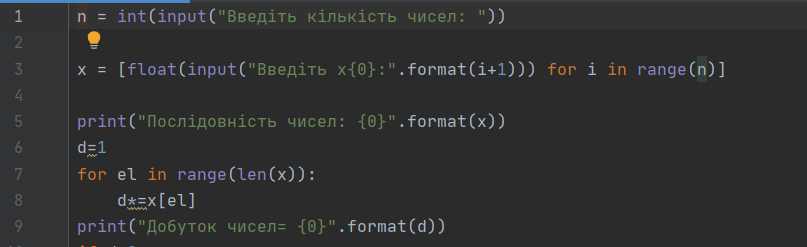 1 n = int(input("Введіть кількість чисел: "))
2
3 x = [float(input("Введіть x{0}:".format(i+1))) for i in range(n)]
4
5 print("Послідовність чисел: {0}".format(x))
6 d=1
7 for el in range(len(x)):
8 d*=x[el]
9 print("Добуток чисел= {0}".format(d))